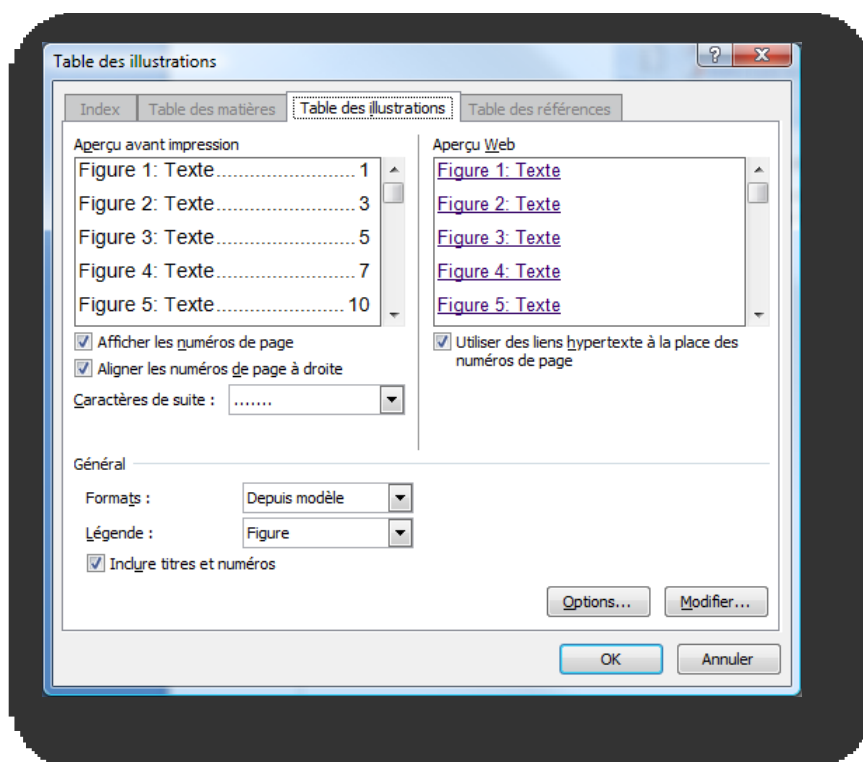 Table des illustrations
Index
Table des matières
Table des illustrations
Table des références
Aperçu avant impression
Figure 1: Texte........................ 1
Figure 2: Texte........................ 3
Figure 3: Texte........................ 5
Figure 4: Texte........................ 7
Figure 5: Texte...................... 10
Aperçu Web
Figure 1: Texte
Figure 2: Texte
Figure 3: Texte
Figure 4: Texte
Figure 5: Texte
Afficher les numéros de page
Aligner les numéros de page à droite
Caractères de suite : .......
Utiliser des liens hypertexte à la place des
numéros de page
Général
Formats : Depuis modèle
Légende : Figure
Inclure titres et numéros
Options... Modifier...
OK Annuler